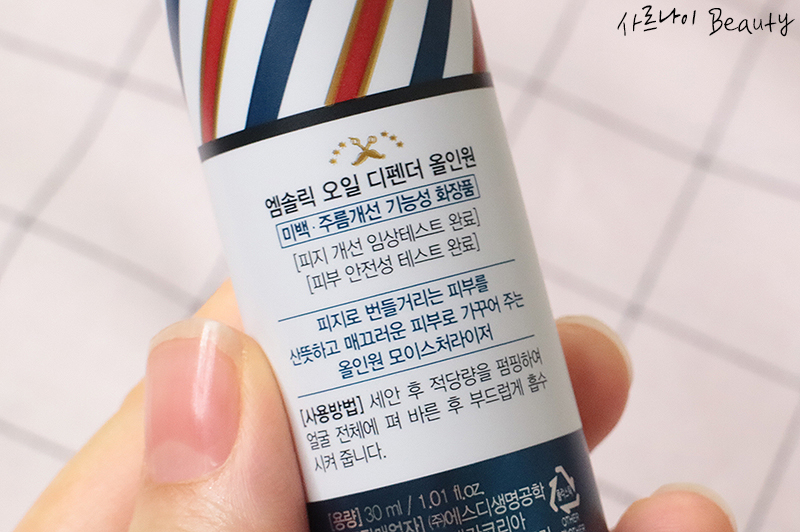 사르나이 Beauty
엠솔릭 오일 디펜더 올인원
미백·주름개선 기능성 화장품
[피지 개선 임상테스트 완료]
[피부 안전성 테스트 완료]
피지로 번들거리는 피부를
산뜻하고 매끄러운 피부로 가꾸어 주는
올인원 모이스처라이저
[사용방법] 세안 후 적당량을 펌핑하여
얼굴 전체에 펴 바른 후 부드럽게 흡수
시켜 줍니다.
[용량] 30 ml / 1.01 fl.oz
(주)에스디생명공학
OTHER